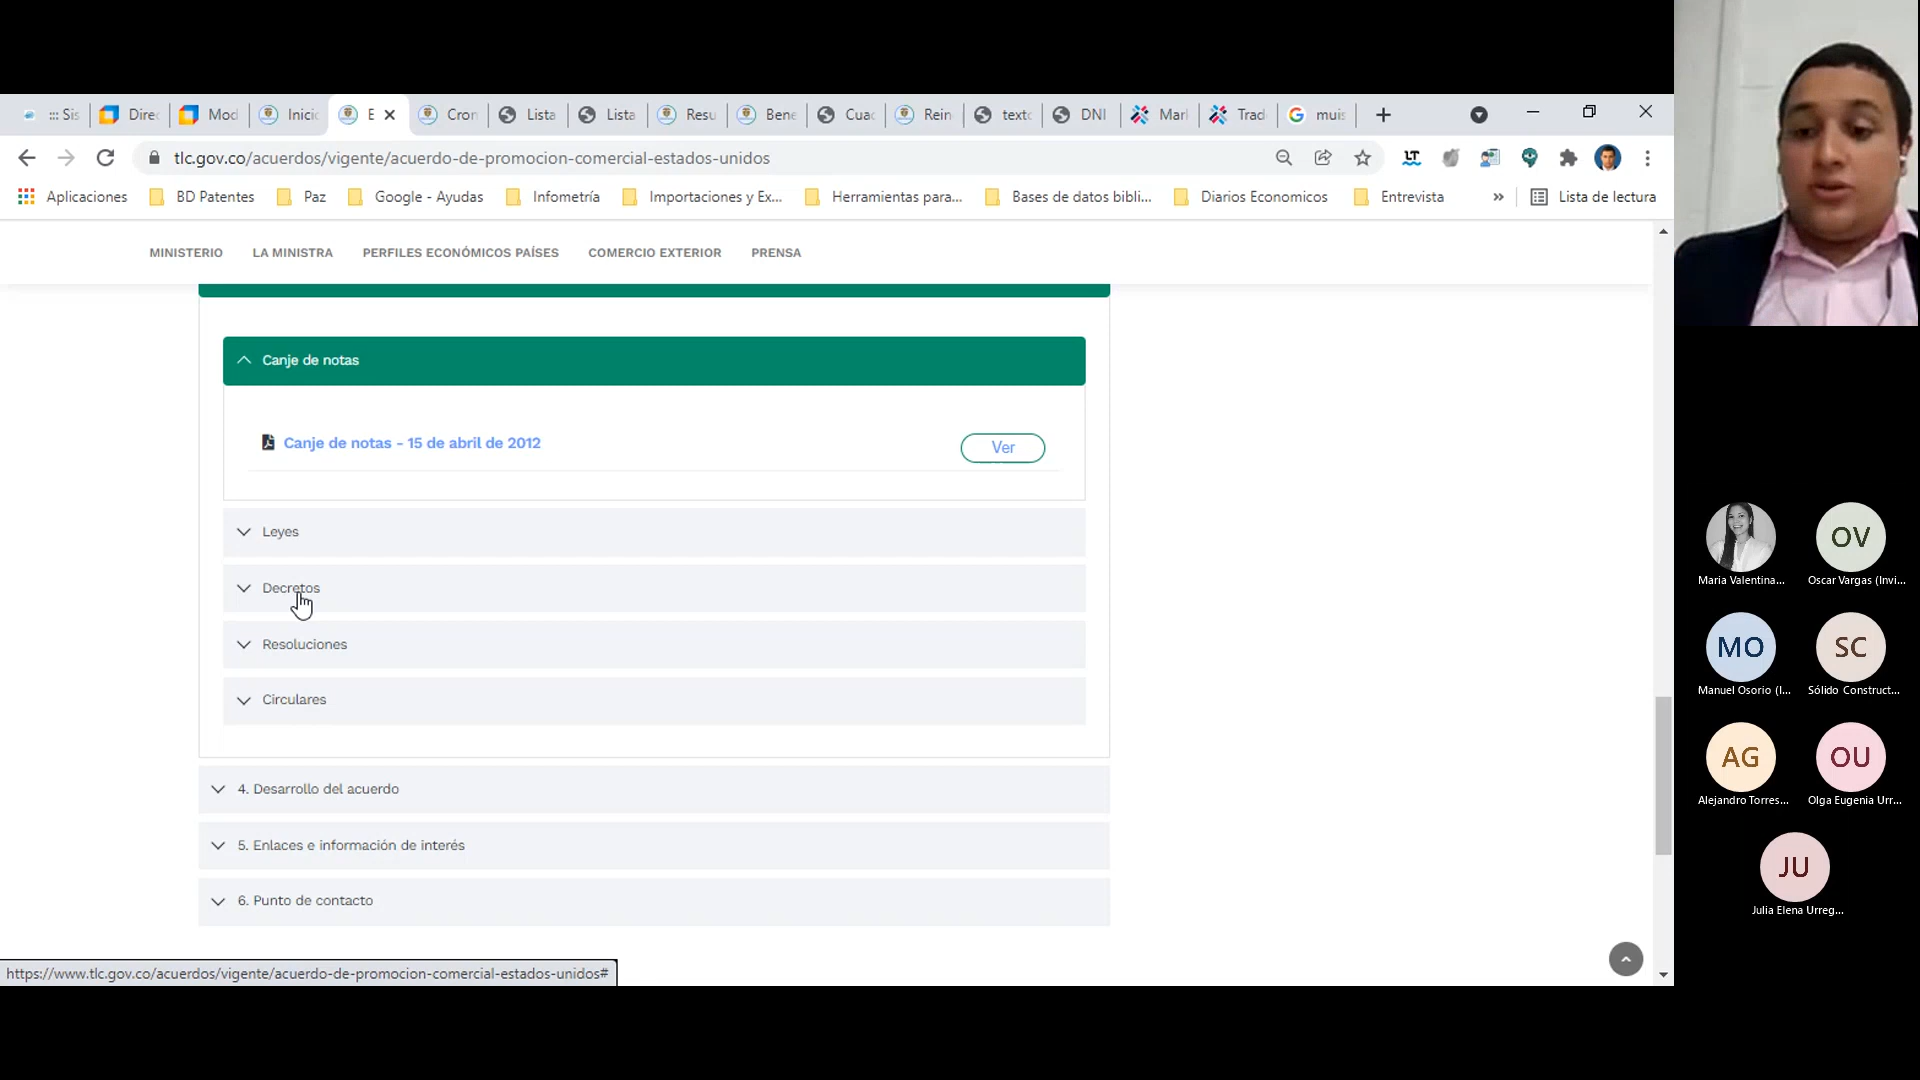 ::: Sis
Direc
Mod
Inicio
E
Cron
Lista
Lista
Resu
Bene
Cuad
Rein
texto
DNI
Mark
Trad
muis
tlc.gov.co/acuerdos/vigente/acuerdo-de-promocion-comercial-estados-unidos
LT
Aplicaciones
BD Patentes
Paz
Google - Ayudas
Infometría
Importaciones y Ex...
Herramientas para...
Bases de datos bibli...
Diarios Economicos
Entrevista
»
Lista de lectura
MINISTERIO
LA MINISTRA
PERFILES ECONÓMICOS PAÍSES
COMERCIO EXTERIOR
PRENSA
Canje de notas
Canje de notas - 15 de abril de 2012
Ver
Leyes
Decretos
Resoluciones
Circulares
4. Desarrollo del acuerdo
5. Enlaces e información de interés
6. Punto de contacto
https://www.tlc.gov.co/acuerdos/vigente/acuerdo-de-promocion-comercial-estados-unidos#
Maria Valentina...
OV
Oscar Vargas (Invi...
MO
Manuel Osorio (I...
SC
Sólido Construct...
AG
Alejandro Torres...
OU
Olga Eugenia Urr...
JU
Julia Elena Urreg...